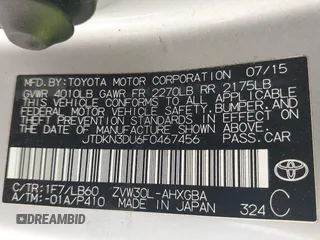 MFD.BY: TOYOTA MOTOR CORPORATION 07/15
GVWR 4010LB GAWR FR 2270LB RR 2175LB
THIS VEHICLE CONFORMS TO ALL APPLICABLE
FEDERAL MOTOR VEHICLE SAFETY, BUMPER, AND
THEFT PREVENTION STANDARDS IN EFFECT ON
THE DATE OF MANUFACTURE SHOWN ABOVE.
JTDKN3DU6F0467456 PASS.CAR
C/TR:1F7/LB60 ZVW30L-AHXGBA
A/TM:-01A/P410 MADE IN JAPAN 324 C
TOYOTA
CAREDBID